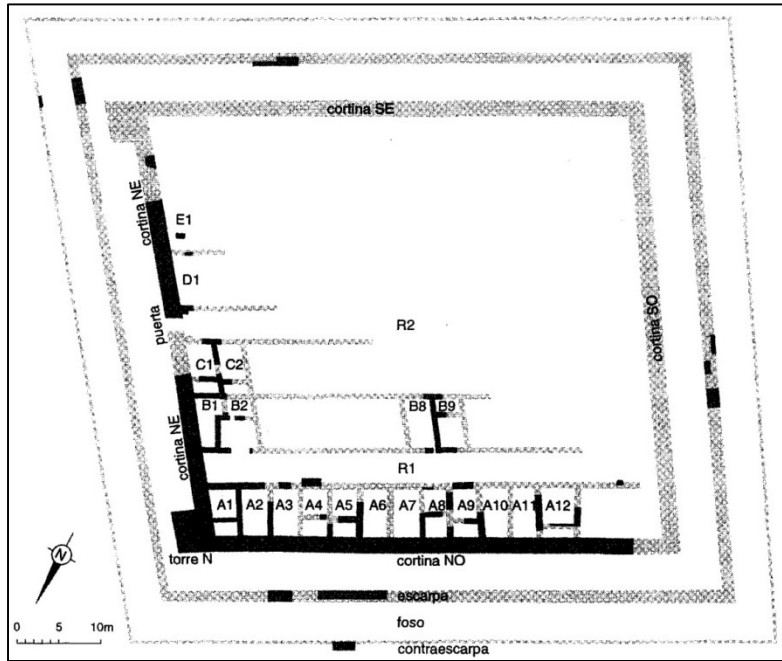 cortina SE
cortina NE
E1
D1
puerta
R2
cortina SO
C1 C2
B1 B2 B8 B9
cortina NE
R1
A1 A2 A3 A4 A5 A6 A7 A8 A9 A10 A11 A12
torre N cortina NO
N
escarpa
foso
0 5 10m
contraescarpa